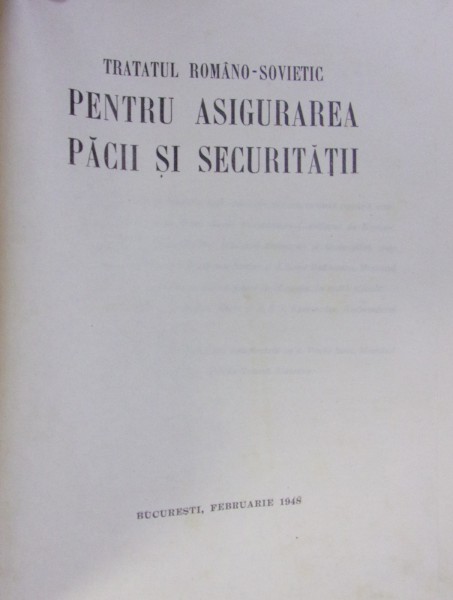 TRATATUL ROMÂNO-SOVIETIC
PENTRU ASIGURAREA
PĂCII ȘI SECURITĂȚII
BUCUREȘTI, FEBRUARIE 1948